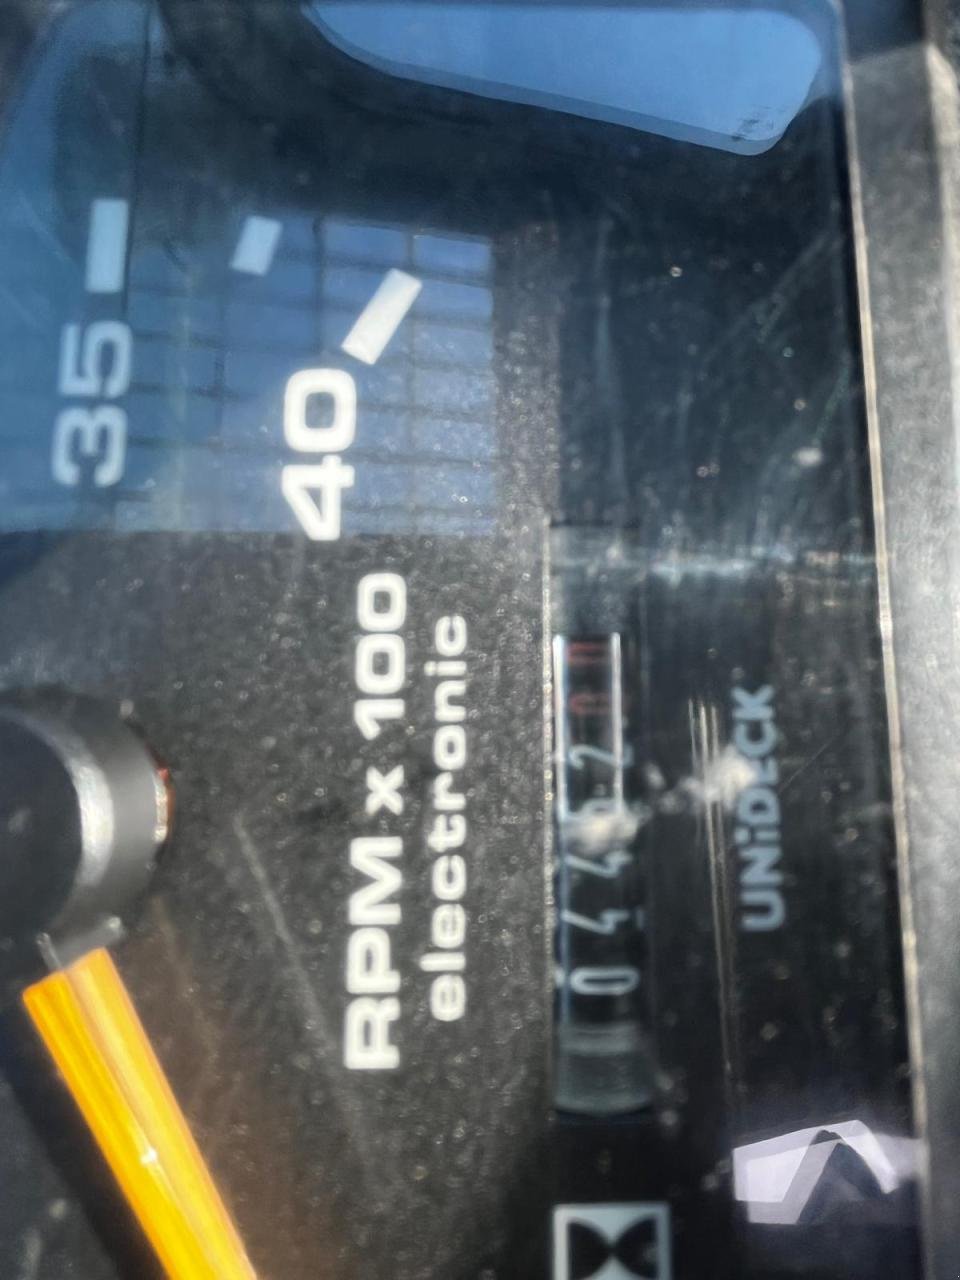 35
40
RPM x 100
electronic
UNiDECK